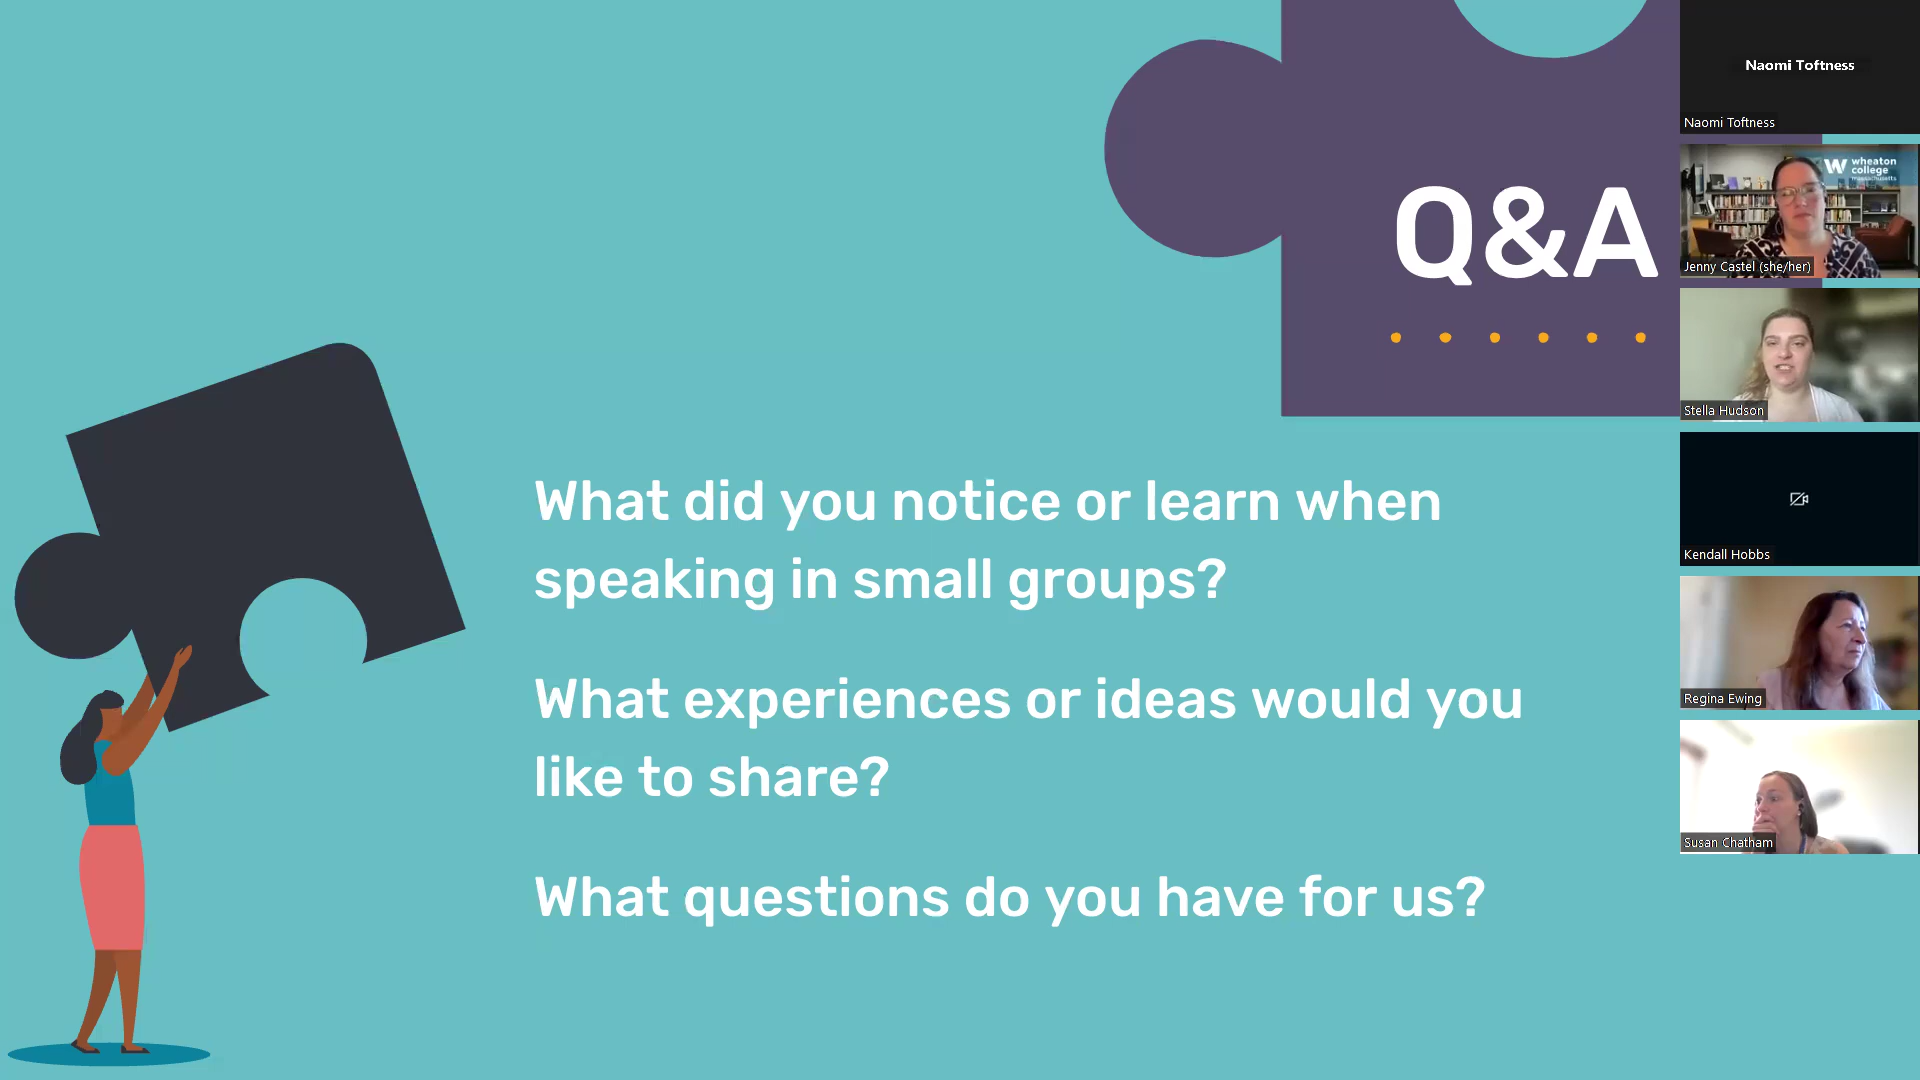 Q&A
What did you notice or learn when
speaking in small groups?
What experiences or ideas would you
like to share?
What questions do you have for us?
Naomi Toftness
Naomi Toftness
W wheaton
college
massachusetts
Jenny Castel (she/her)
Stella Hudson
Kendall Hobbs
Regina Ewing
Susan Chatham